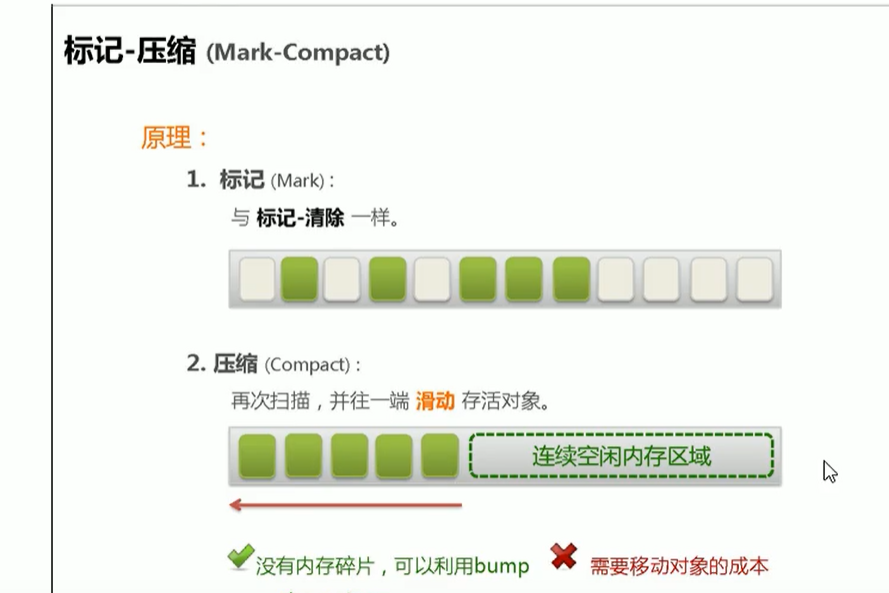 标记-压缩 (Mark-Compact)
原理：
1. 标记 (Mark)：
与 标记-清除 一样。
2. 压缩 (Compact)：
再次扫描，并往一端 滑动 存活对象。
连续空闲内存区域
没有内存碎片，可以利用bump
需要移动对象的成本